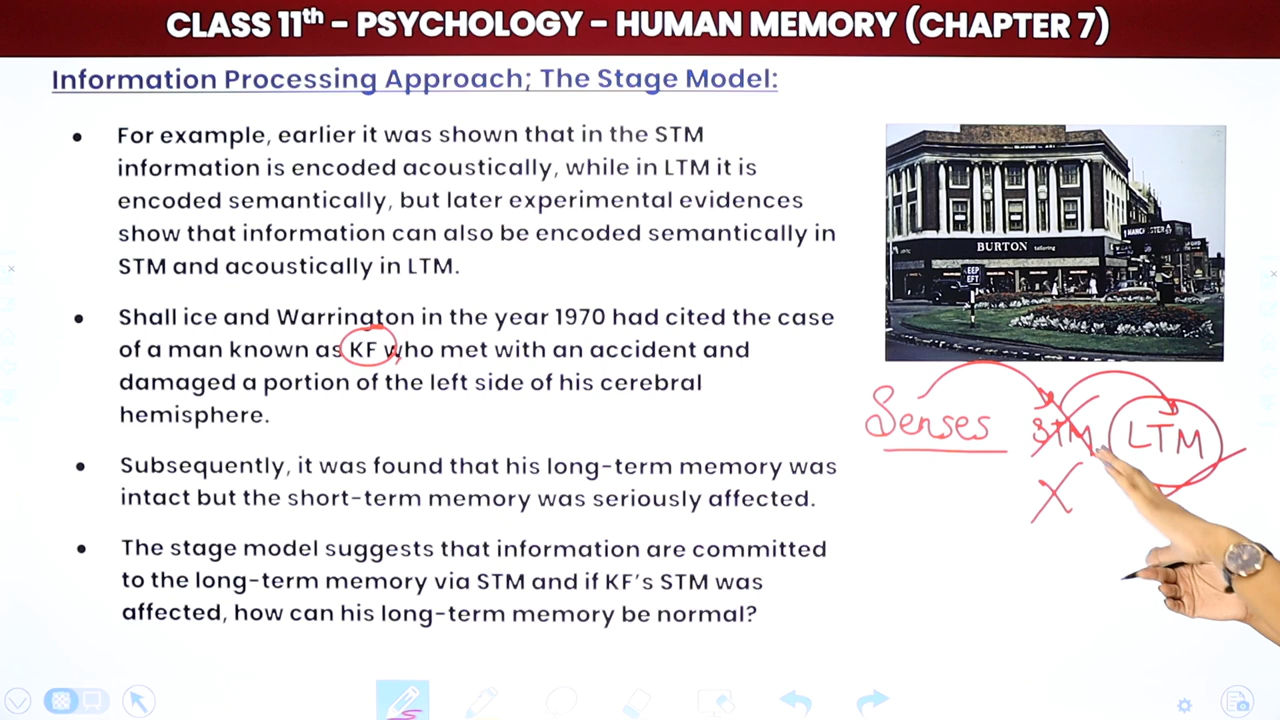 CLASS 11th – PSYCHOLOGY – HUMAN MEMORY (CHAPTER 7)
Information Processing Approach; The Stage Model:
• For example, earlier it was shown that in the STM
information is encoded acoustically, while in LTM it is
encoded semantically, but later experimental evidences
show that information can also be encoded semantically in
STM and acoustically in LTM.
• Shall ice and Warrington in the year 1970 had cited the case
of a man known as KF who met with an accident and
damaged a portion of the left side of his cerebral
hemisphere.
• Subsequently, it was found that his long-term memory was
intact but the short-term memory was seriously affected.
• The stage model suggests that information are committed
to the long-term memory via STM and if KF's STM was
affected, how can his long-term memory be normal?
BURTON tailoring
KEEP
LEFT
Senses STM LTM
X